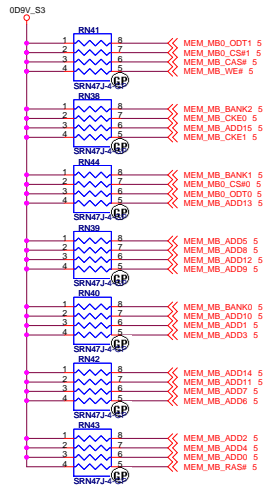 0D9V_S3
RN41
1 8 MEM_MB0_ODT1 5
2 7 MEM_MB0_CS#1 5
3 6 MEM_MB_CAS# 5
4 5 MEM_MB_WE# 5
SRN47J-4-GP
GP
RN38
1 8 MEM_MB_BANK2 5
2 7 MEM_MB_CKE0 5
3 6 MEM_MB_ADD15 5
4 5 MEM_MB_CKE1 5
SRN47J-4-GP
GP
RN44
1 8 MEM_MB_BANK1 5
2 7 MEM_MB0_CS#0 5
3 6 MEM_MB0_ODT0 5
4 5 MEM_MB_ADD13 5
SRN47J-4-GP
GP
RN39
1 8 MEM_MB_ADD5 5
2 7 MEM_MB_ADD8 5
3 6 MEM_MB_ADD12 5
4 5 MEM_MB_ADD9 5
SRN47J-4-GP
GP
RN40
1 8 MEM_MB_BANK0 5
2 7 MEM_MB_ADD10 5
3 6 MEM_MB_ADD1 5
4 5 MEM_MB_ADD3 5
SRN47J-4-GP
GP
RN42
1 8 MEM_MB_ADD14 5
2 7 MEM_MB_ADD11 5
3 6 MEM_MB_ADD7 5
4 5 MEM_MB_ADD6 5
SRN47J-4-GP
GP
RN43
1 8 MEM_MB_ADD2 5
2 7 MEM_MB_ADD4 5
3 6 MEM_MB_ADD0 5
4 5 MEM_MB_RAS# 5
SRN47J-4-GP
GP